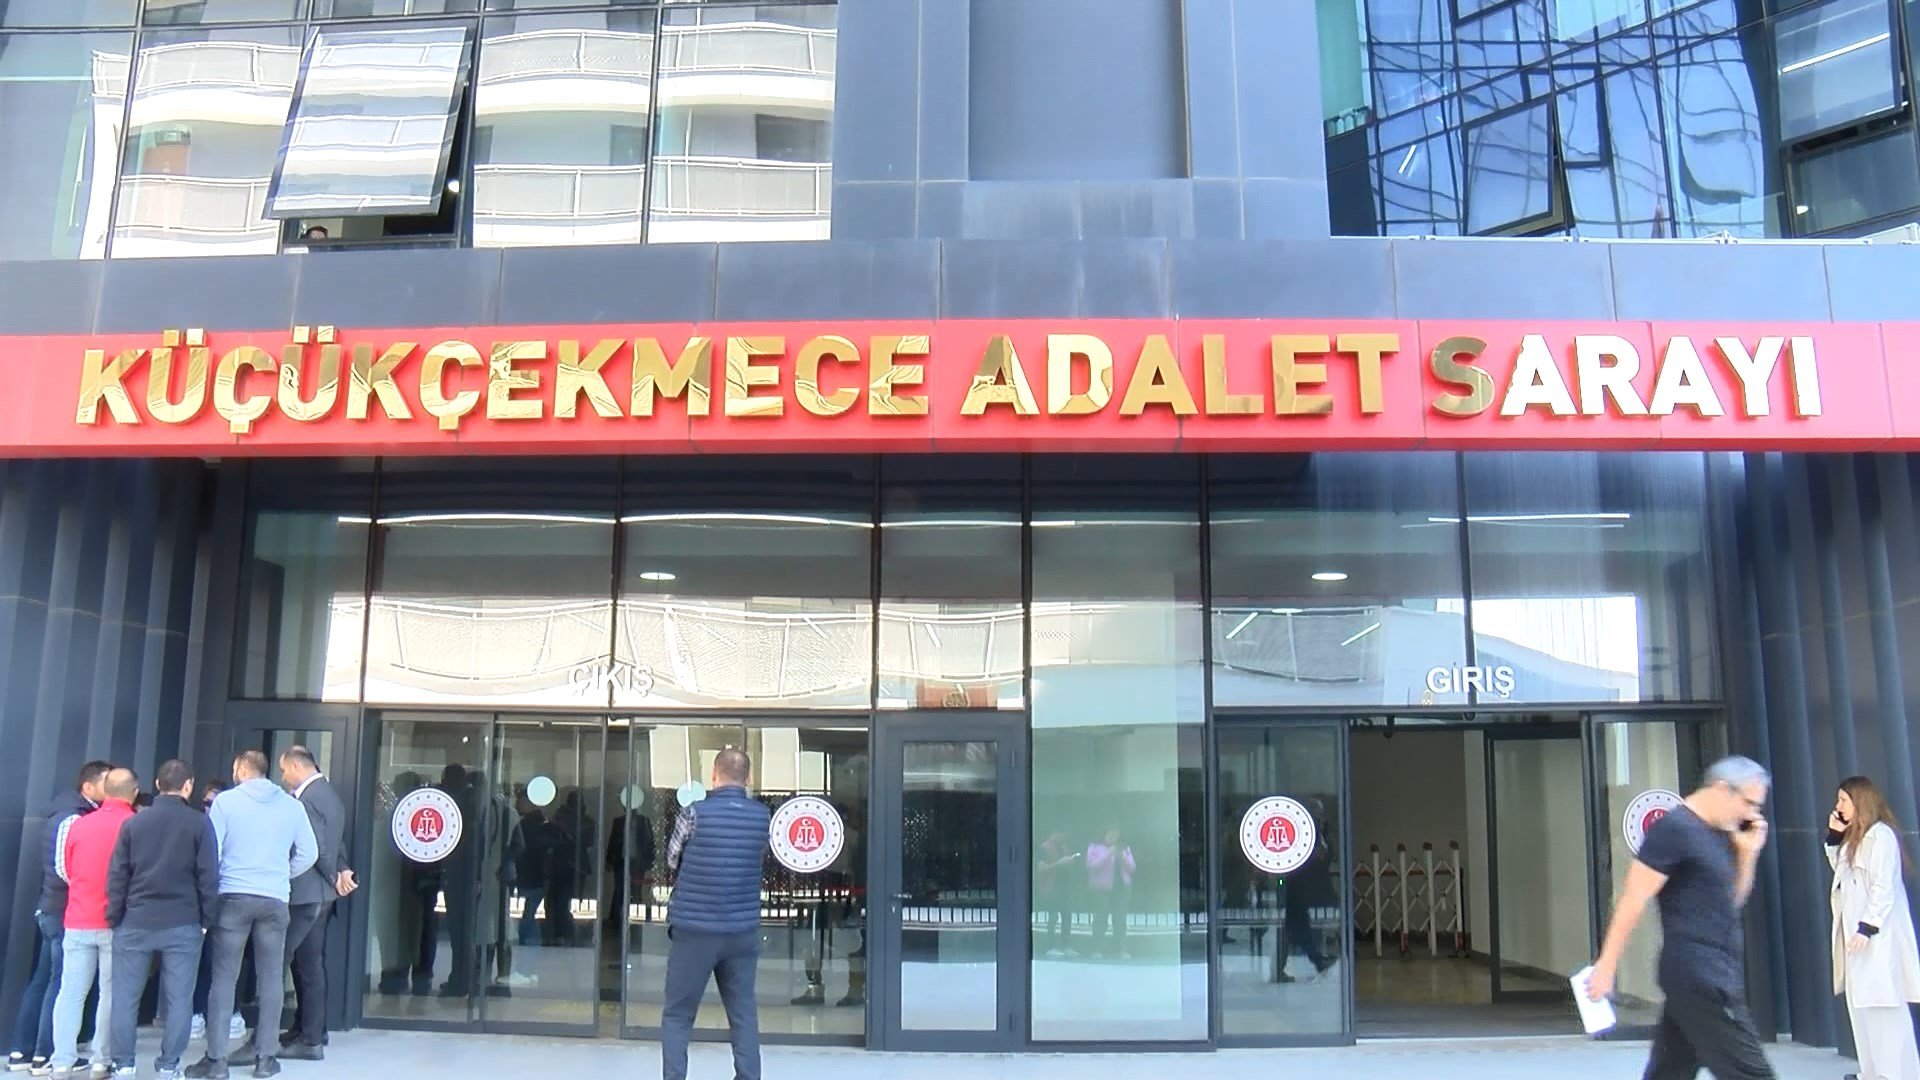 KÜÇÜKÇEKMECE ADALET SARAYI
ÇIKIŞ
GİRİŞ